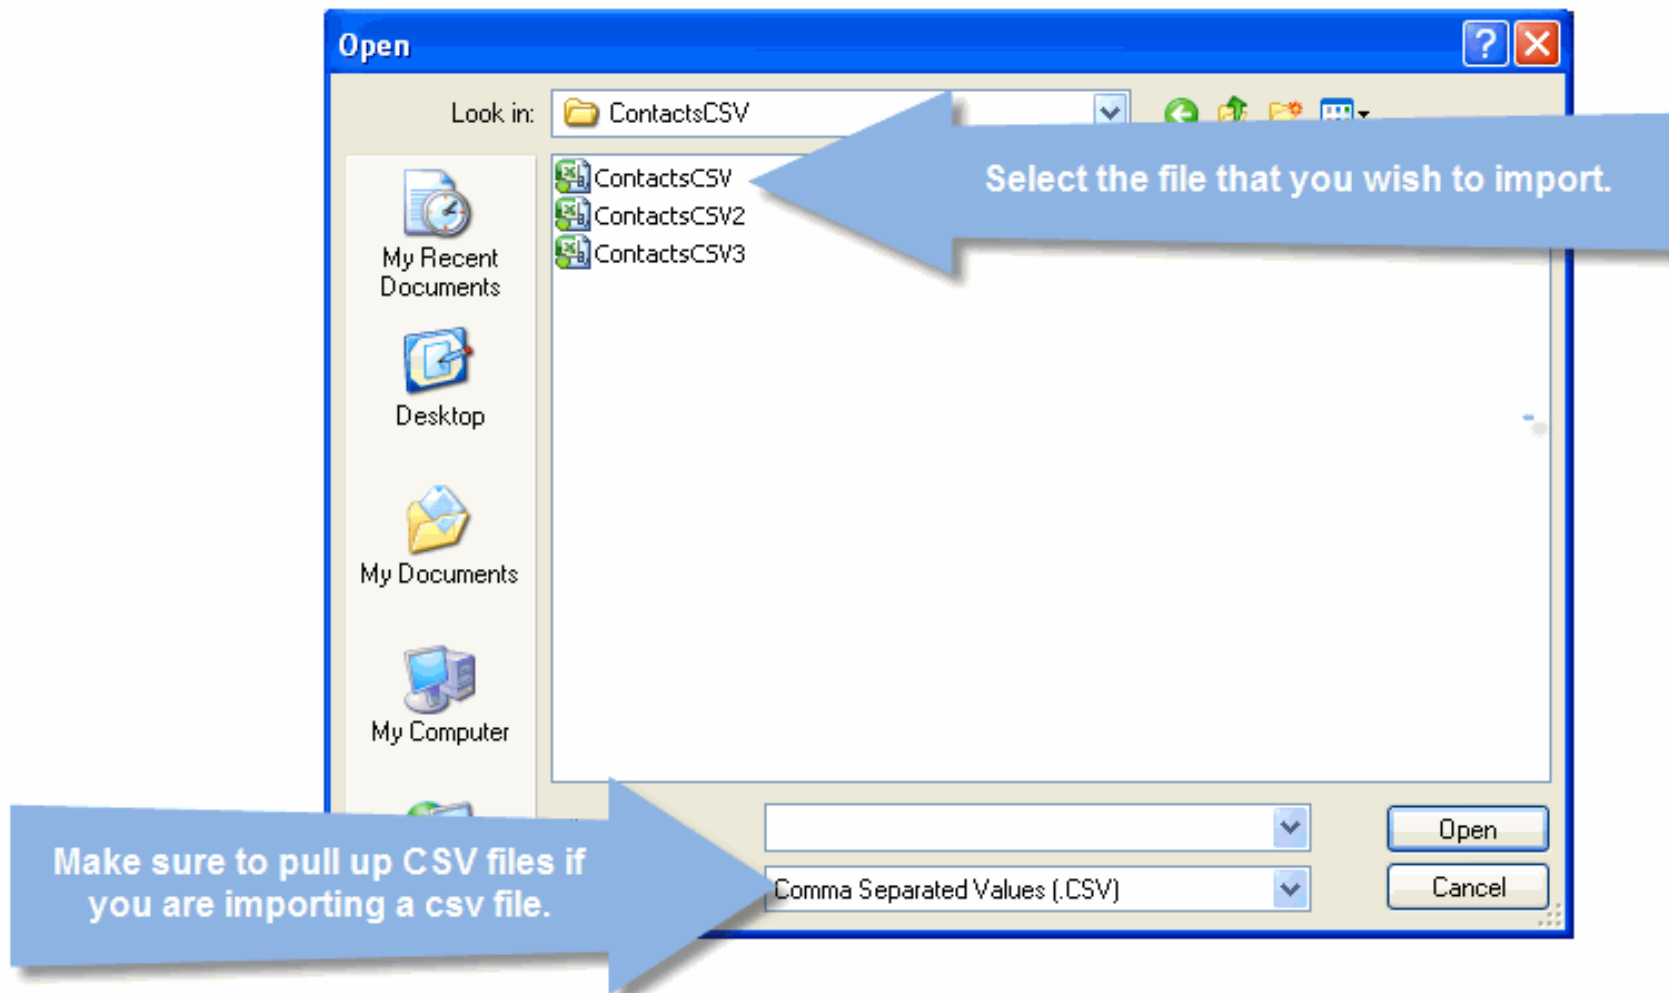 Open
Look in:
ContactsCSV
ContactsCSV
ContactsCSV2
ContactsCSV3
Select the file that you wish to import.
My Recent
Documents
Desktop
My Documents
My Computer
Make sure to pull up CSV files if
you are importing a csv file.
Open
Comma Separated Values (.CSV)
Cancel